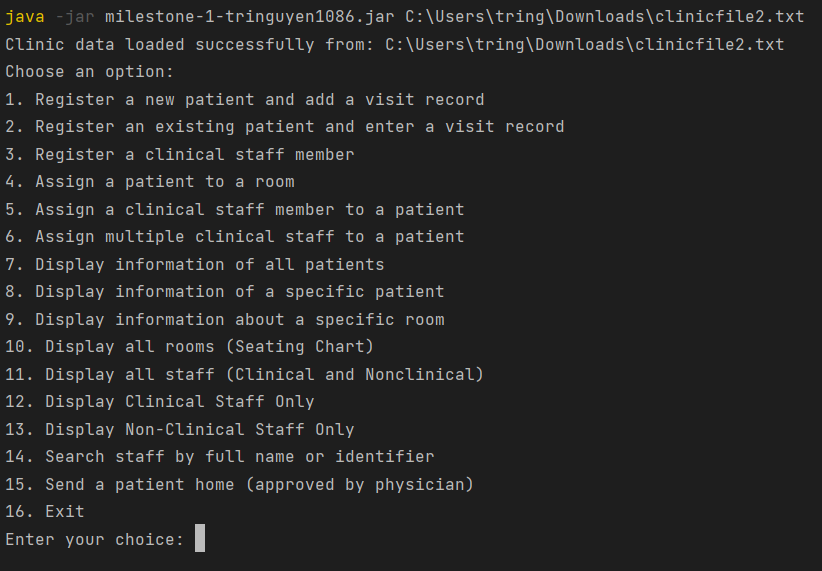 java -jar milestone-1-tringuyen1086.jar C:\Users\tring\Downloads\clinicfile2.txt
Clinic data loaded successfully from: C:\Users\tring\Downloads\clinicfile2.txt
Choose an option:
1. Register a new patient and add a visit record
2. Register an existing patient and enter a visit record
3. Register a clinical staff member
4. Assign a patient to a room
5. Assign a clinical staff member to a patient
6. Assign multiple clinical staff to a patient
7. Display information of all patients
8. Display information of a specific patient
9. Display information about a specific room
10. Display all rooms (Seating Chart)
11. Display all staff (Clinical and Nonclinical)
12. Display Clinical Staff Only
13. Display Non-Clinical Staff Only
14. Search staff by full name or identifier
15. Send a patient home (approved by physician)
16. Exit
Enter your choice: